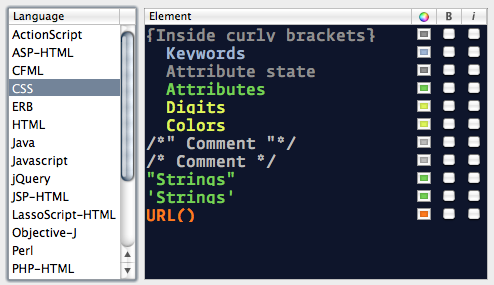 Language
ActionScript
ASP-HTML
CFML
CSS
ERB
HTML
Java
Javascript
jQuery
JSP-HTML
LassoScript-HTML
Objective-J
Perl
PHP-HTML
Element B i
{Inside curly brackets}
Keywords
Attribute state
Attributes
Digits
Colors
/*" Comment "*/
/* Comment */
"Strings"
'Strings'
URL()